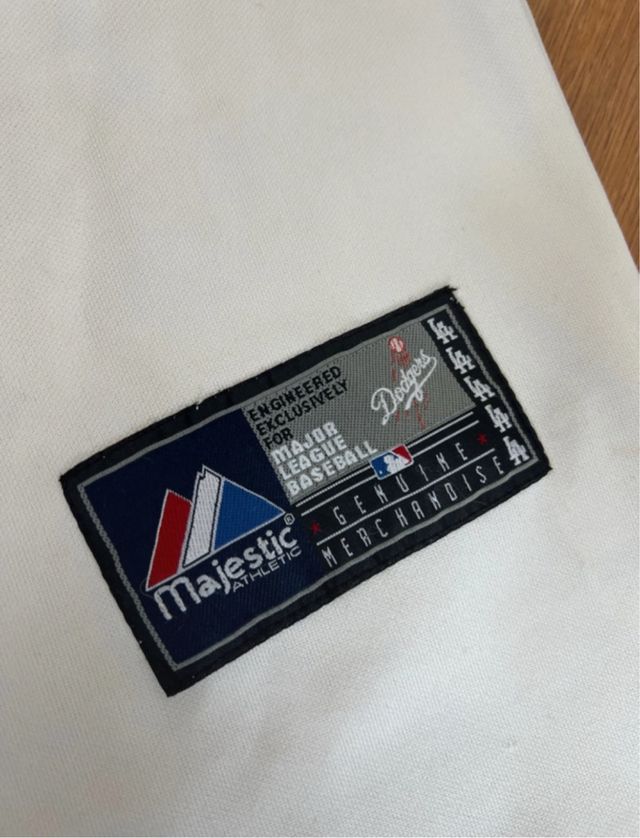 ENGINEERED
EXCLUSIVELY
FOR
MAJOR
LEAGUE
BASEBALL
Dodgers
LA
LA
LA
LA
LA
GENUINE
MERCHANDISE
Majestic®
ATHLETIC